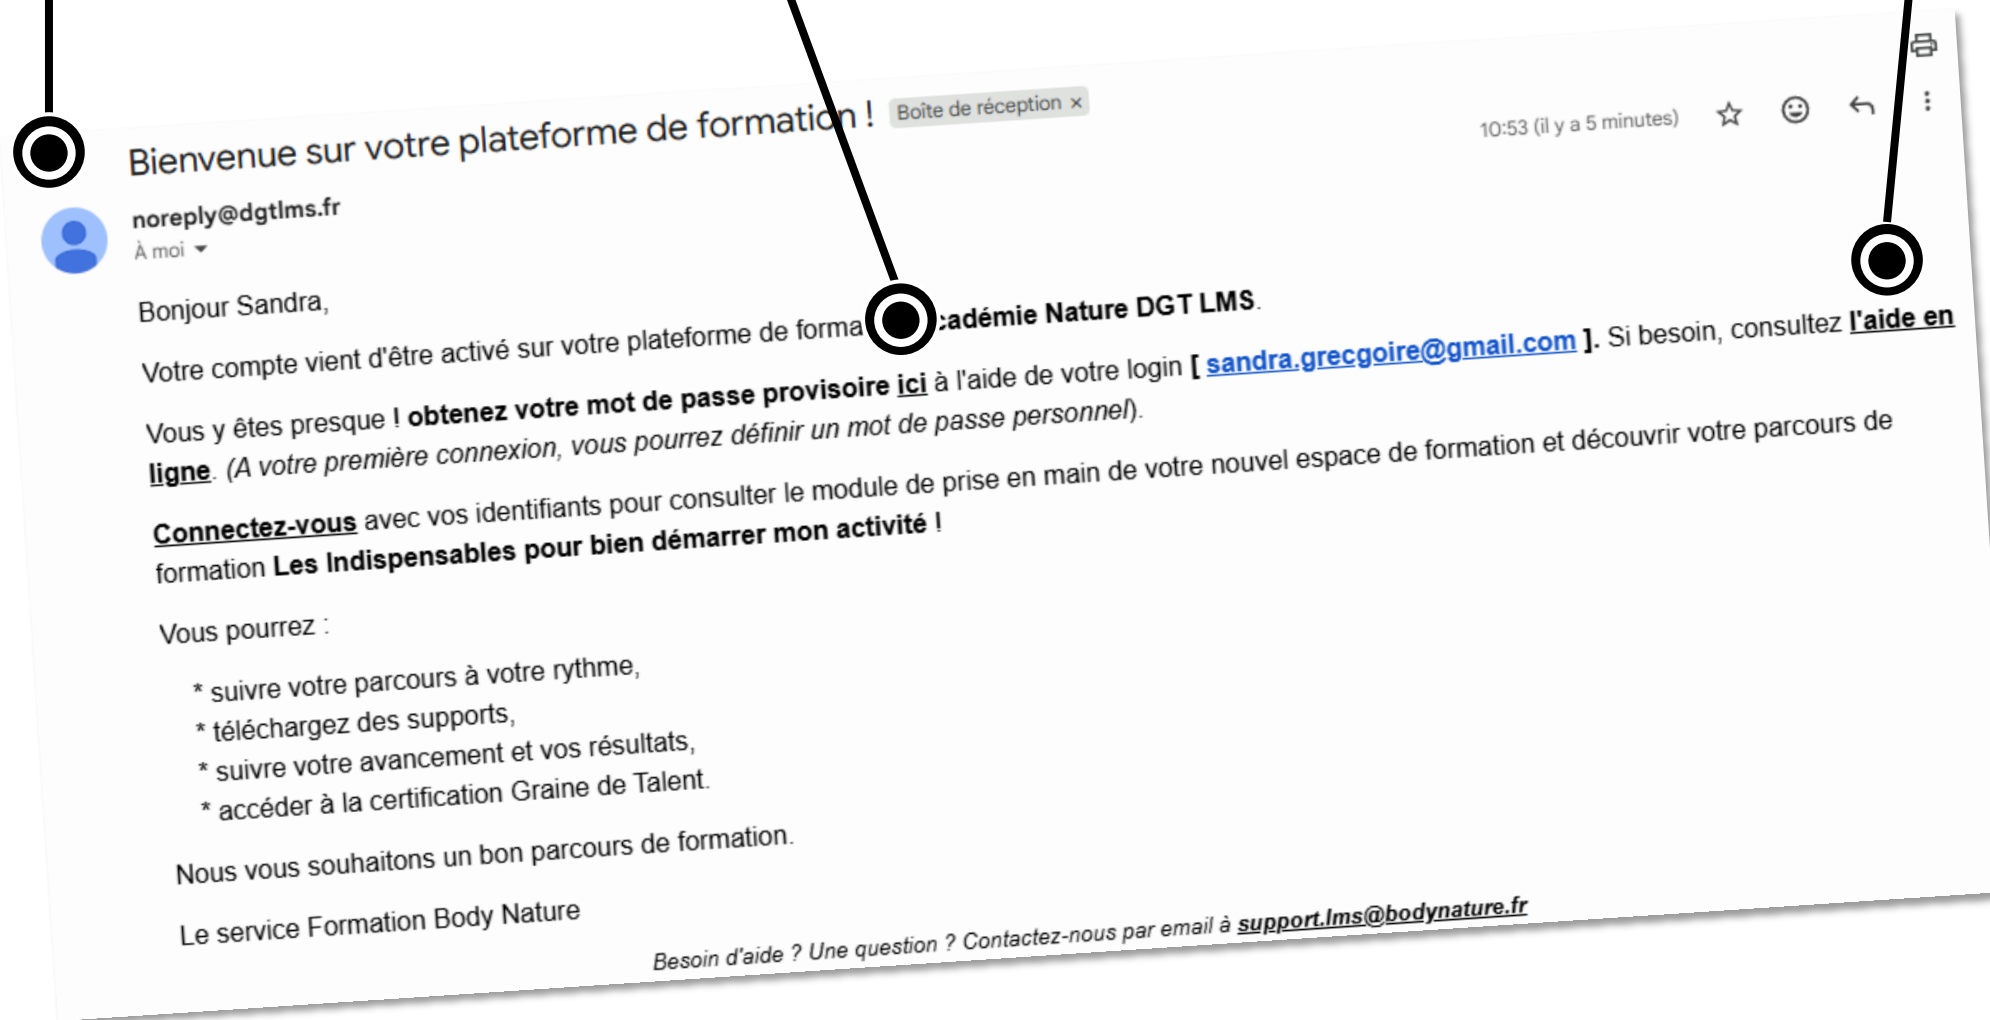 Bienvenue sur votre plateforme de formation ! Boîte de réception ×
10:53 (il y a 5 minutes)
noreply@dgtlms.fr
À moi
Bonjour Sandra,
Votre compte vient d'être activé sur votre plateforme de forma cadémie Nature DGT LMS.
Vous y êtes presque ! obtenez votre mot de passe provisoire ici à l'aide de votre login [ sandra.grecgoire@gmail.com ]. Si besoin, consultez l'aide en
ligne. (A votre première connexion, vous pourrez définir un mot de passe personnel).
Connectez-vous avec vos identifiants pour consulter le module de prise en main de votre nouvel espace de formation et découvrir votre parcours de
formation Les Indispensables pour bien démarrer mon activité !
Vous pourrez :
* suivre votre parcours à votre rythme,
* téléchargez des supports,
* suivre votre avancement et vos résultats,
* accéder à la certification Graine de Talent.
Nous vous souhaitons un bon parcours de formation.
Le service Formation Body Nature
Besoin d'aide ? Une question ? Contactez-nous par email à support.lms@bodynature.fr